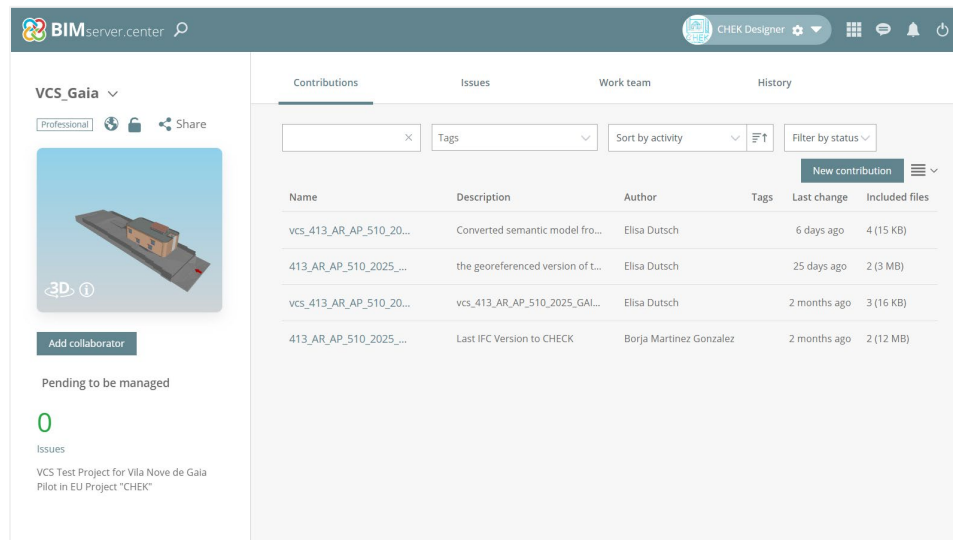 BIMserver.center
CHEK Designer
VCS_Gaia
Professional
Share
3D
Add collaborator
Pending to be managed
0
Issues
VCS Test Project for Vila Nove de Gaia
Pilot in EU Project "CHEK"
Contributions Issues Work team History
Tags Sort by activity Filter by status
New contribution
Name Description Author Tags Last change Included files
vcs_413_AR_AP_510_20... Converted semantic model fro... Elisa Dutsch 6 days ago 4 (15 KB)
413_AR_AP_510_2025_... the georeferenced version of t... Elisa Dutsch 25 days ago 2 (3 MB)
vcs_413_AR_AP_510_20... vcs_413_AR_AP_510_2025_GAI... Elisa Dutsch 2 months ago 3 (16 KB)
413_AR_AP_510_2025_... Last IFC Version to CHECK Borja Martinez Gonzalez 2 months ago 2 (12 MB)